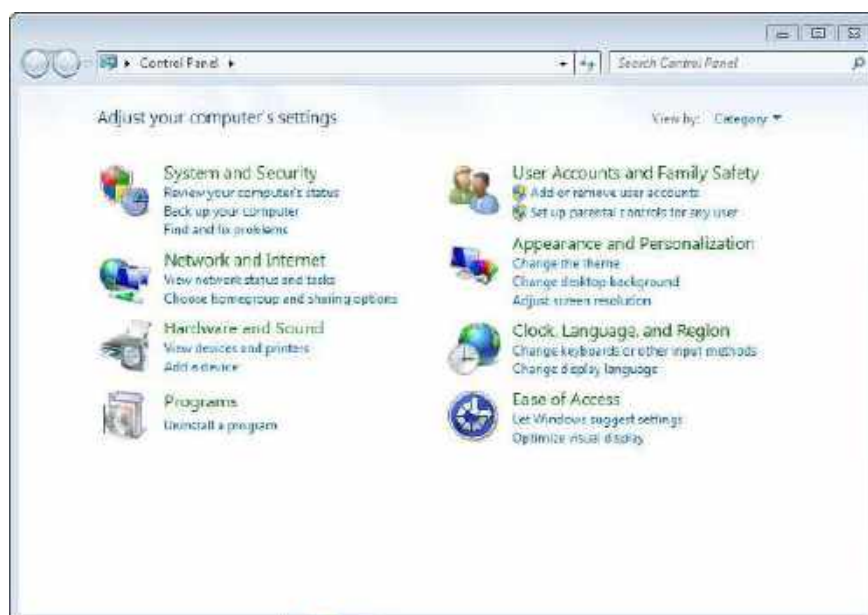 Control Panel
Search Control Panel
Adjust your computer's settings
View by: Category
System and Security
Review your computer's status
Back up your computer
Find and fix problems
Network and Internet
View network status and tasks
Choose homegroup and sharing options
Hardware and Sound
View devices and printers
Add a device
Programs
Uninstall a program
User Accounts and Family Safety
Add or remove user accounts
Set up parental controls for any user
Appearance and Personalization
Change the theme
Change desktop background
Adjust screen resolution
Clock, Language, and Region
Change keyboards or other input methods
Change display language
Ease of Access
Let Windows suggest settings
Optimize visual display